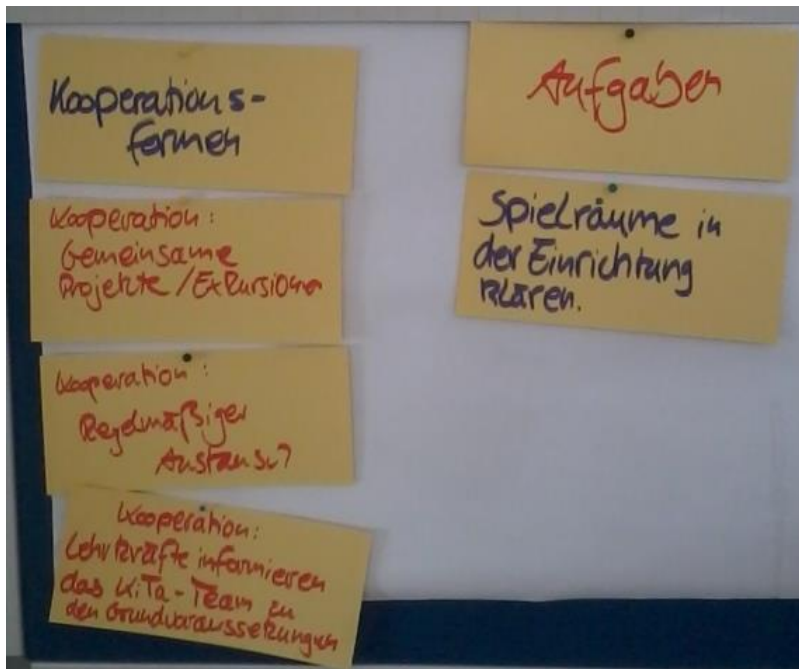 Kooperations-
formen
Kooperation:
Gemeinsame
Projekte/Exkursionen
Kooperation:
Regelmäßiger
Austausch
Kooperation:
Lehrkräfte informieren
das KiTa-Team zu
den Grundvoraussetzungen
Aufgaben
Spielräume in
der Einrichtung
klären.